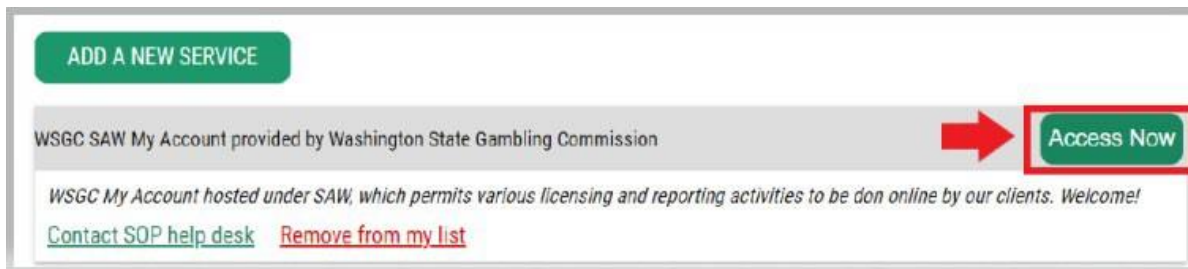 ADD A NEW SERVICE
WSGC SAW My Account provided by Washington State Gambling Commission
Access Now
WSGC My Account hosted under SAW, which permits various licensing and reporting activities to be don online by our clients. Welcome!
Contact SOP help desk Remove from my list